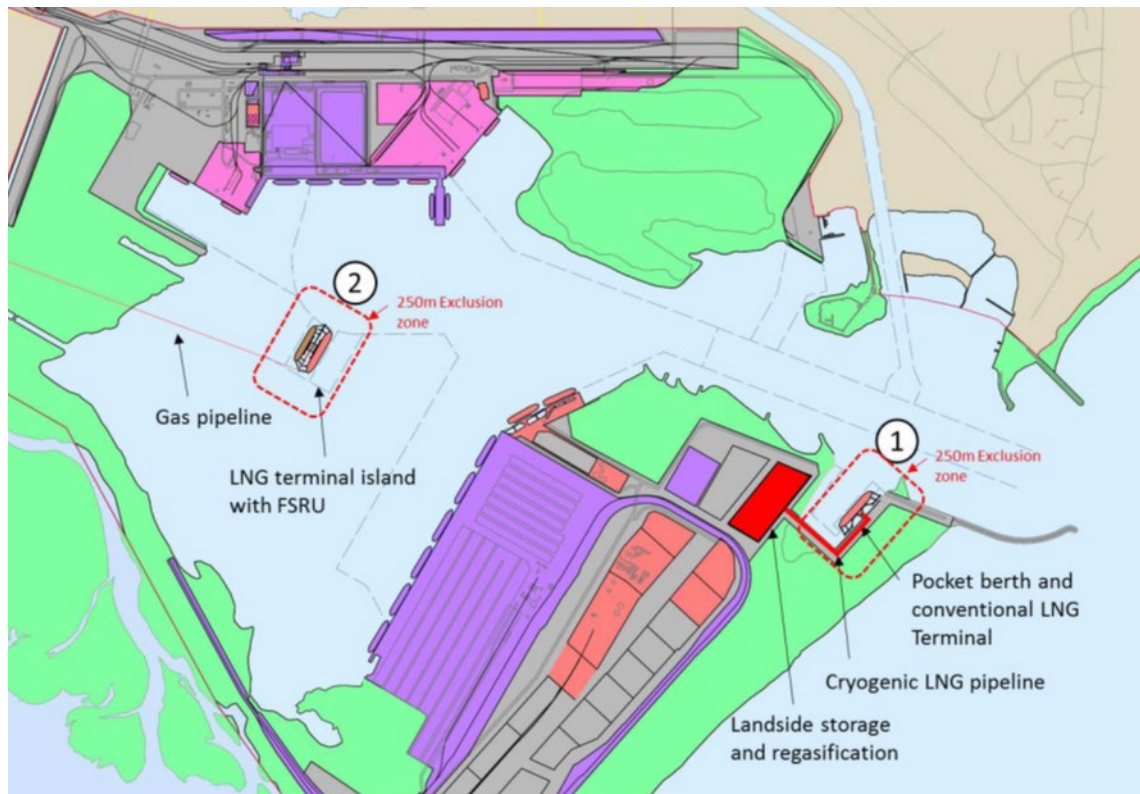 2
250m Exclusion
zone
Gas pipeline
LNG terminal island
with FSRU
1
250m Exclusion
zone
Pocket berth and
conventional LNG
Terminal
Cryogenic LNG pipeline
Landside storage
and regasification